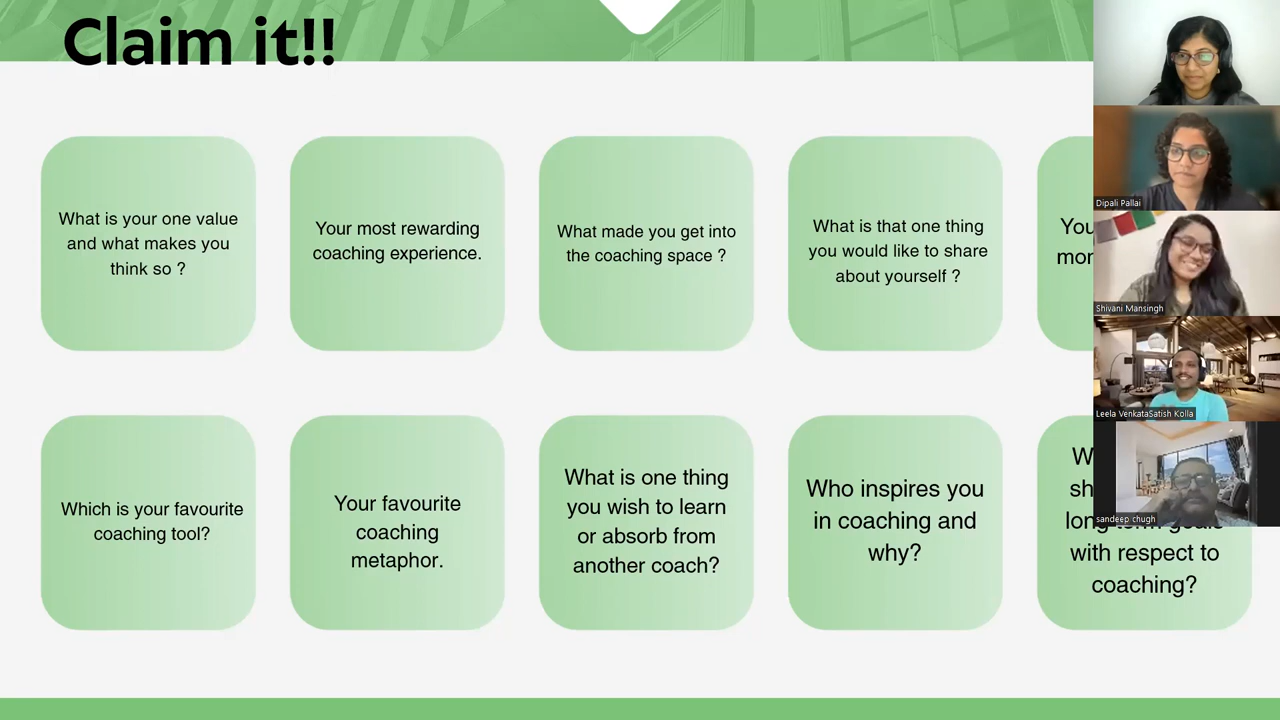 Claim it!!
What is your one value
and what makes you
think so ?
Your most rewarding
coaching experience.
What made you get into
the coaching space ?
What is that one thing
you would like to share
about yourself ?
Which is your favourite
coaching tool?
Your favourite
coaching
metaphor.
What is one thing
you wish to learn
or absorb from
another coach?
Who inspires you
in coaching and
why?
with respect to
coaching?
Dipali Pallai
Shivani Mansingh
Leela VenkataSatish Kolla
sandeep chugh